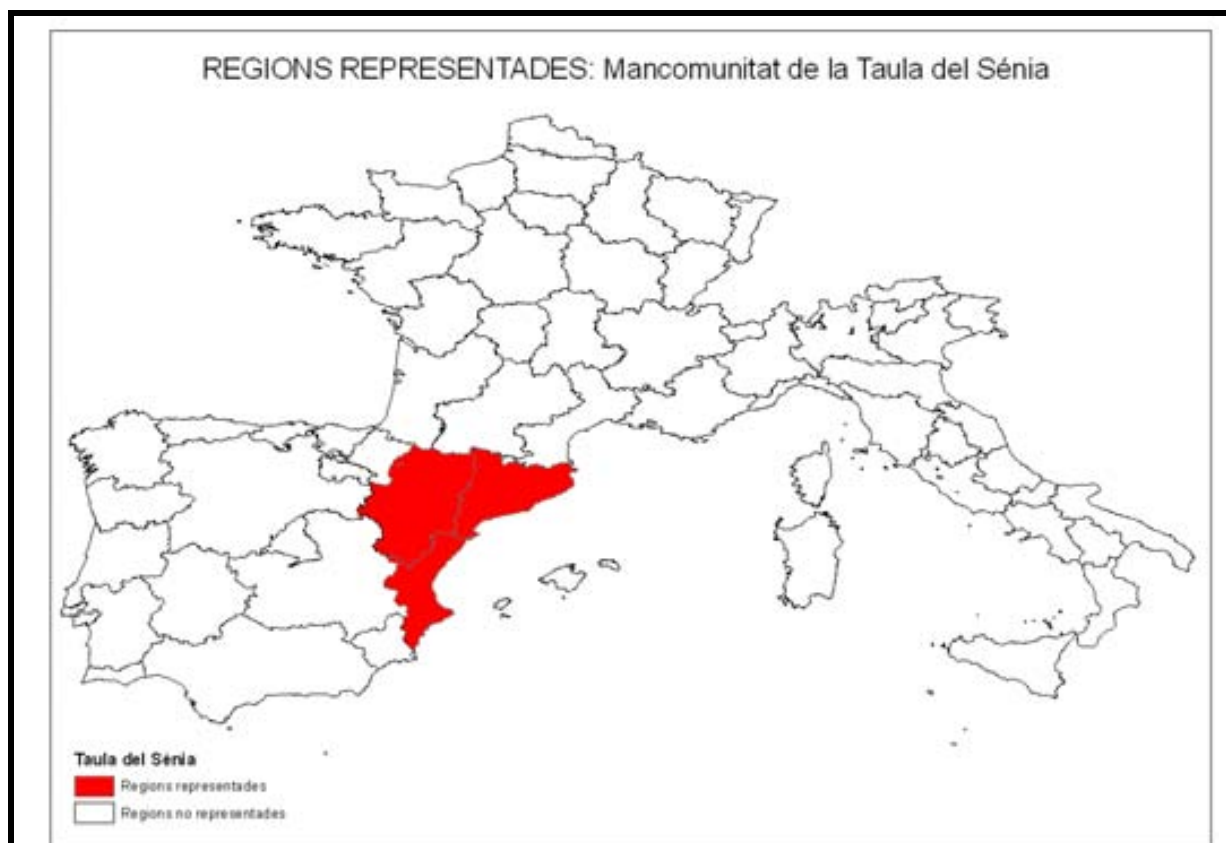 REGIONS REPRESENTADES: Mancomunitat de la Taula del Sénia
Taula del Sénia
Regions representades
Regions no representades